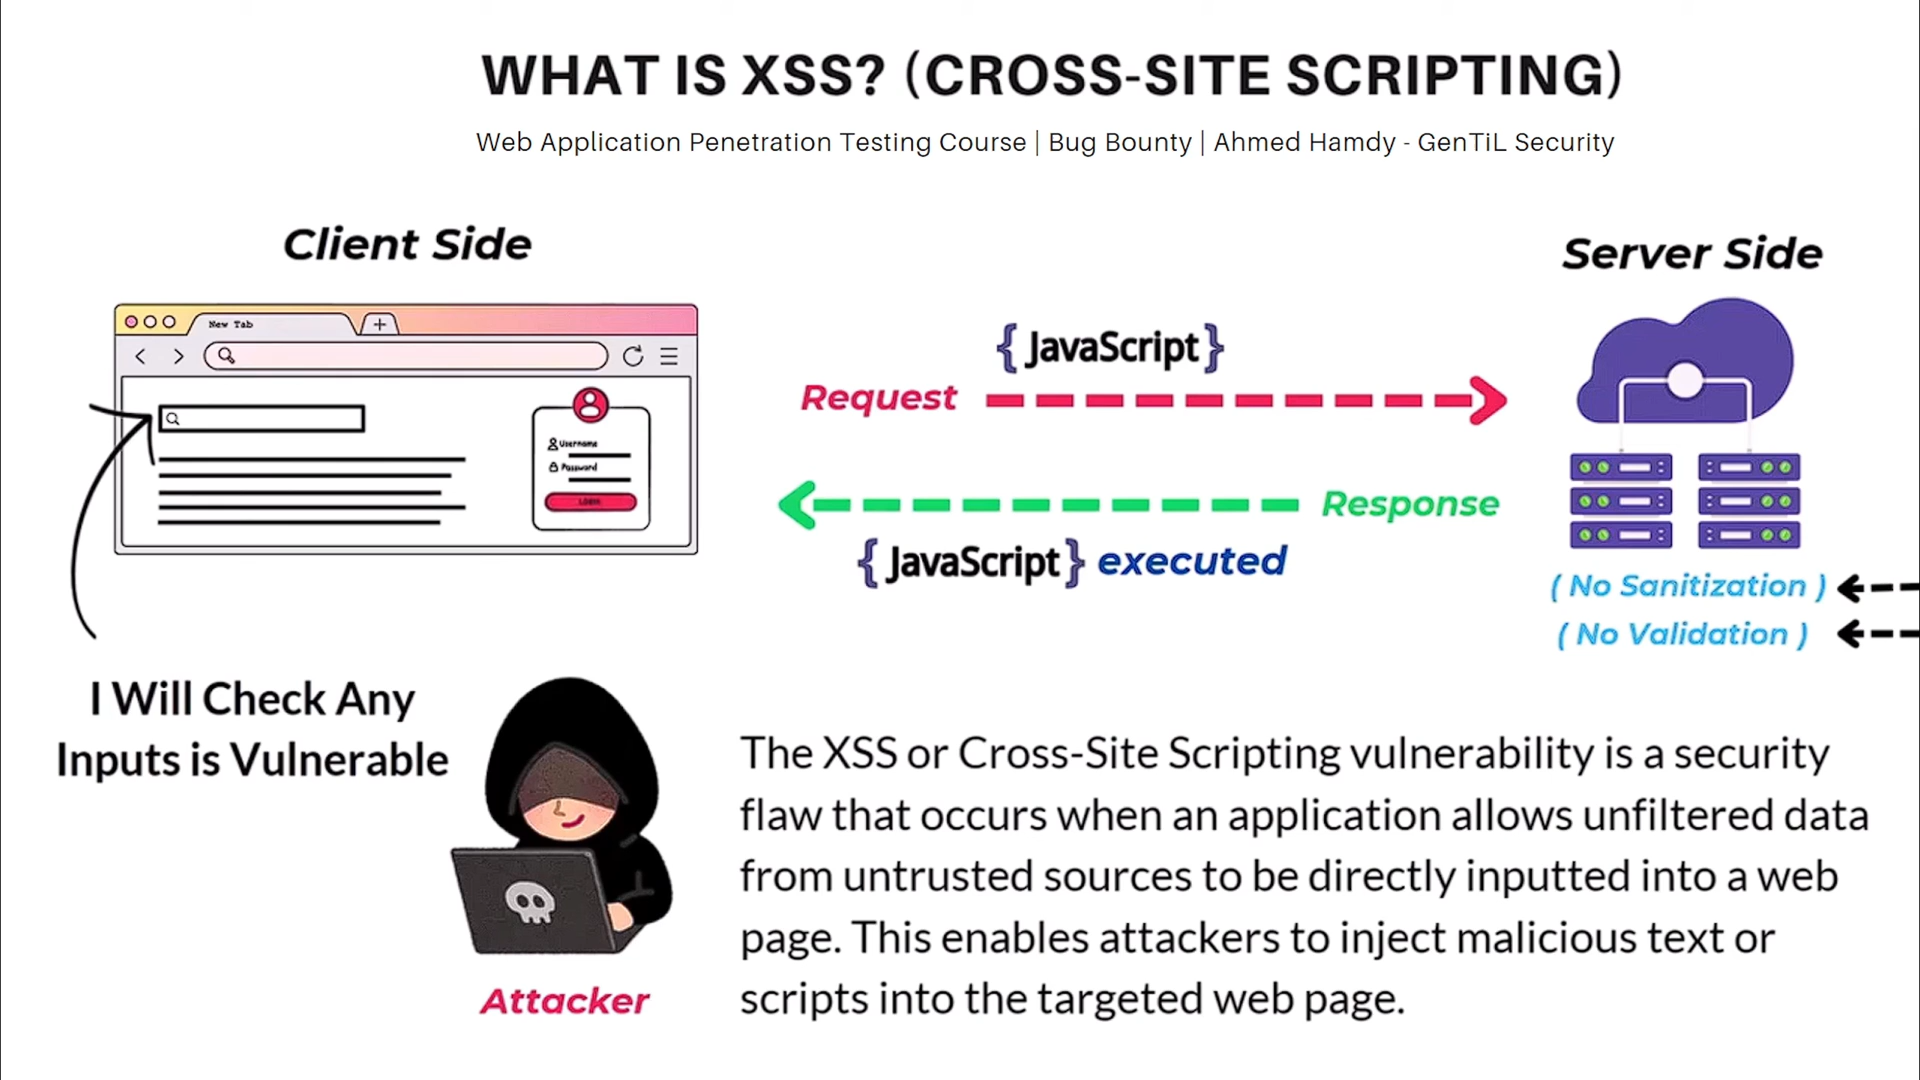 WHAT IS XSS? (CROSS-SITE SCRIPTING)
Web Application Penetration Testing Course | Bug Bounty | Ahmed Hamdy - GenTiL Security
Client Side
Server Side
New Tab
Username
Password
LOGIN
{ JavaScript }
Request
Response
{ JavaScript } executed
( No Sanitization )
( No Validation )
I Will Check Any
Inputs is Vulnerable
Attacker
The XSS or Cross-Site Scripting vulnerability is a security
flaw that occurs when an application allows unfiltered data
from untrusted sources to be directly inputted into a web
page. This enables attackers to inject malicious text or
scripts into the targeted web page.